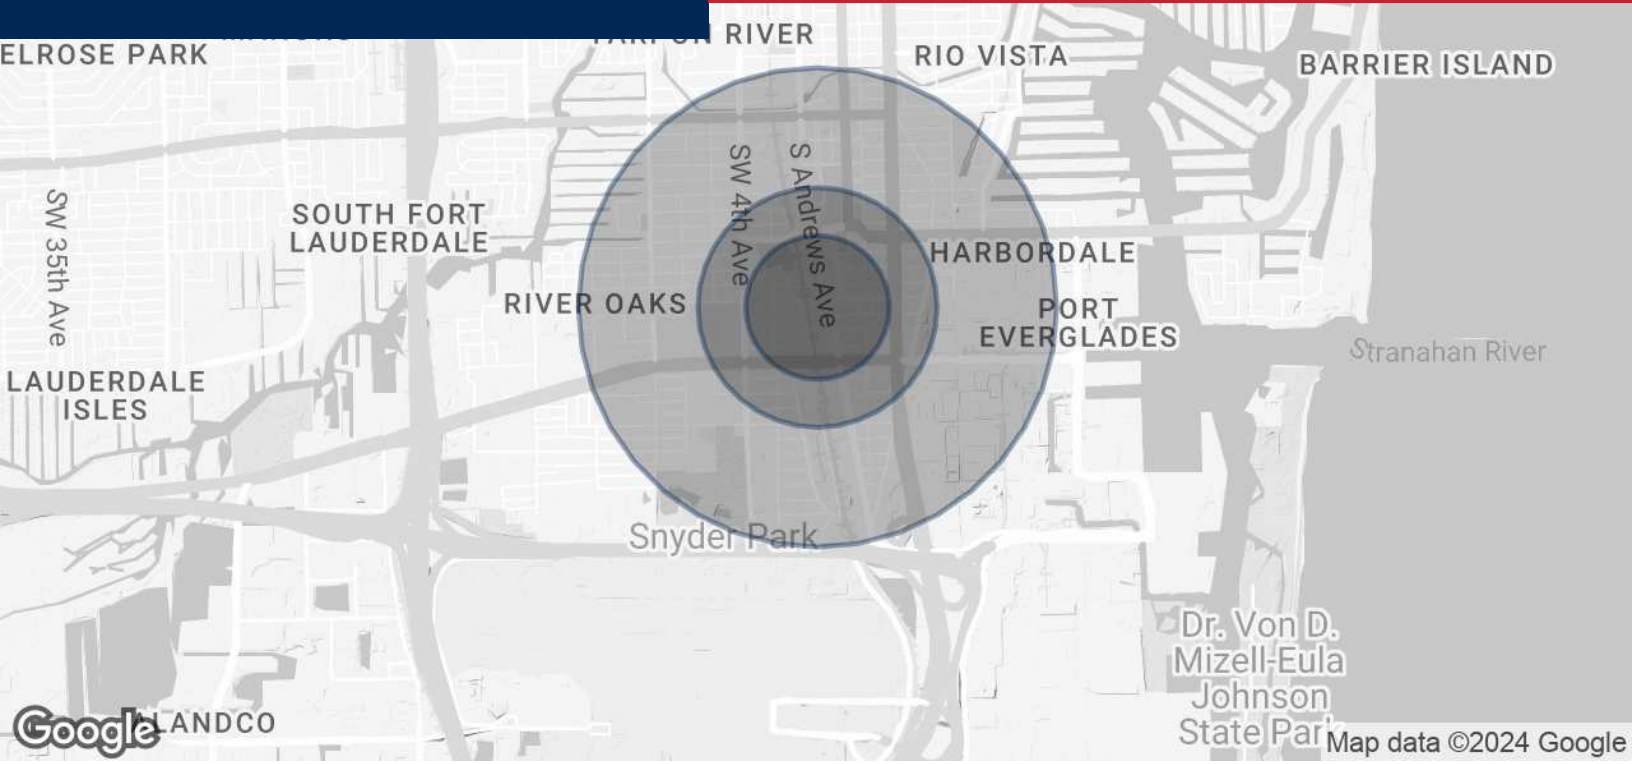 ELROSE PARK
RIVER
RIO VISTA
BARRIER ISLAND
SW 4th Ave
S Andrews Ave
SW 35th Ave
SOUTH FORT
LAUDERDALE
HARBORDALE
RIVER OAKS
PORT
EVERGLADES
Stranahan River
LAUDERDALE
ISLES
Snyder Park
Dr. Von D.
Mizell-Eula
Johnson
State Park
Google
ALANDCO
Map data ©2024 Google